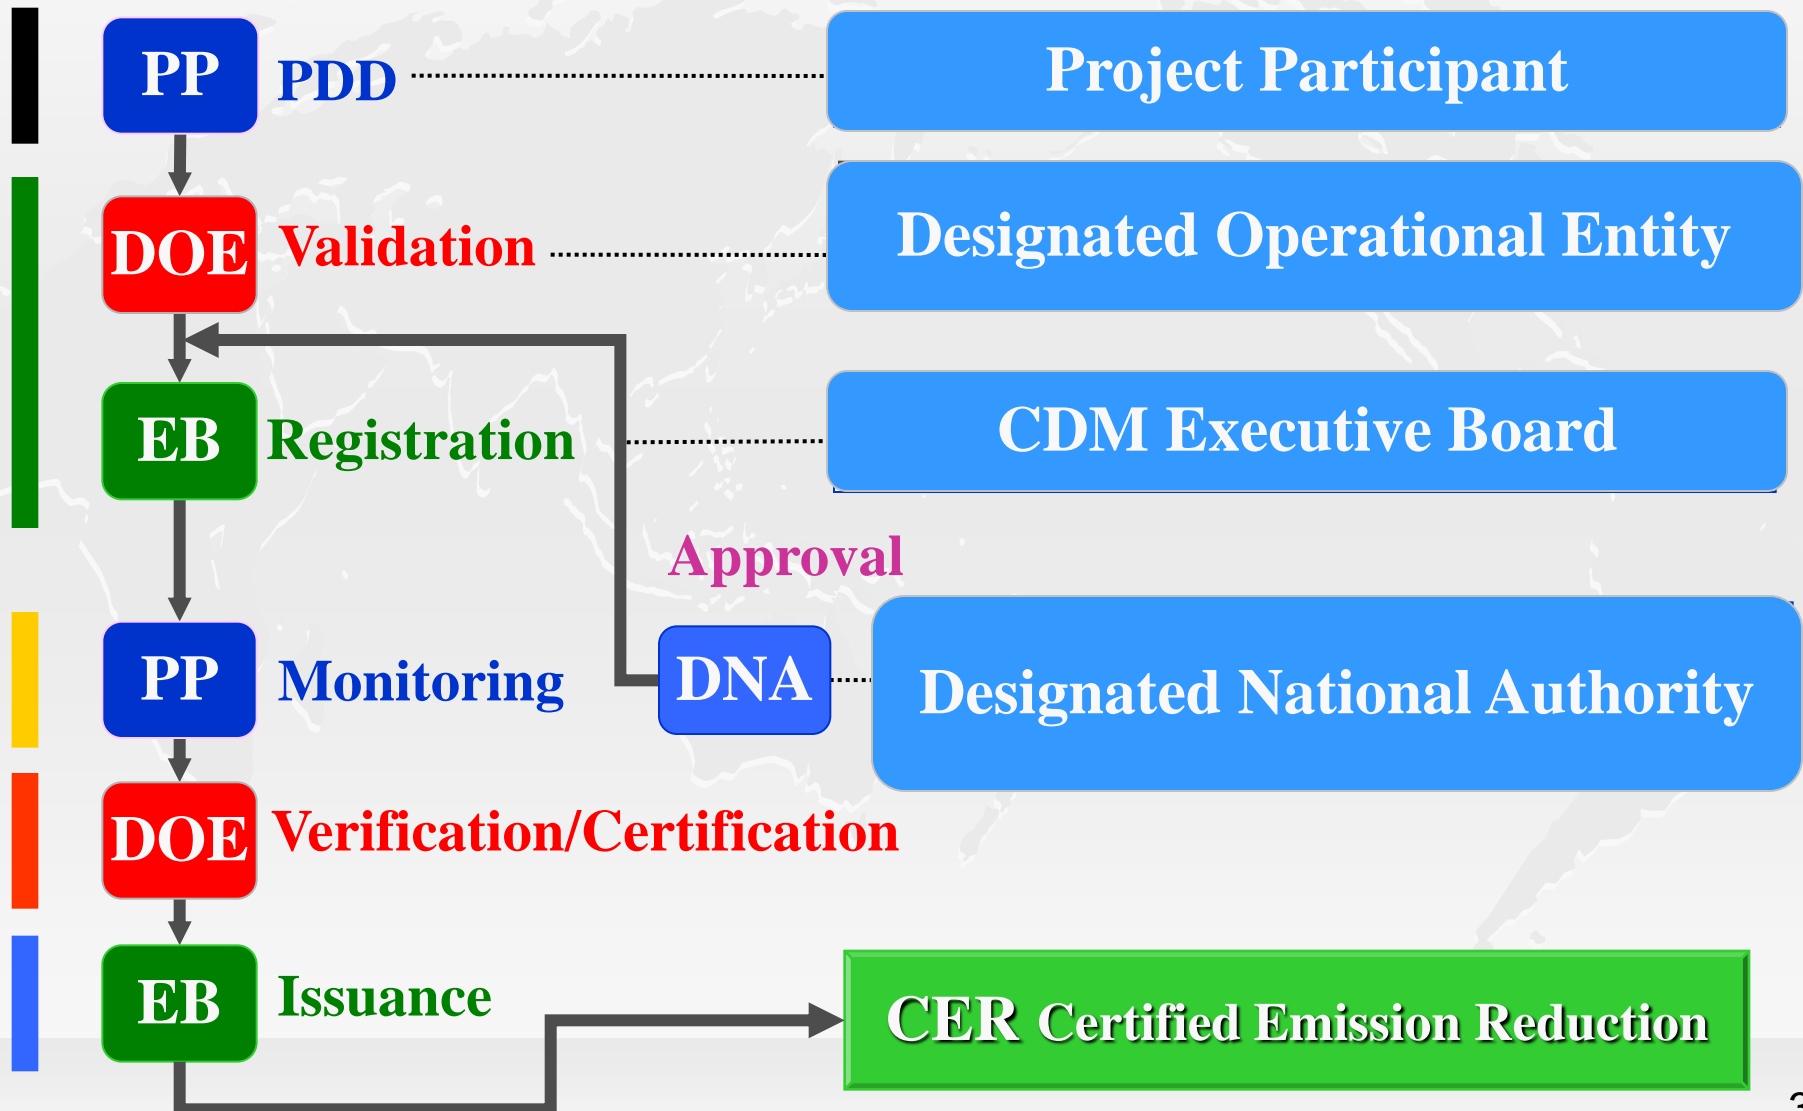 PP PDD Project Participant
DOE Validation Designated Operational Entity
EB Registration CDM Executive Board
Approval
PP Monitoring DNA Designated National Authority
DOE Verification/Certification
EB Issuance CER Certified Emission Reduction